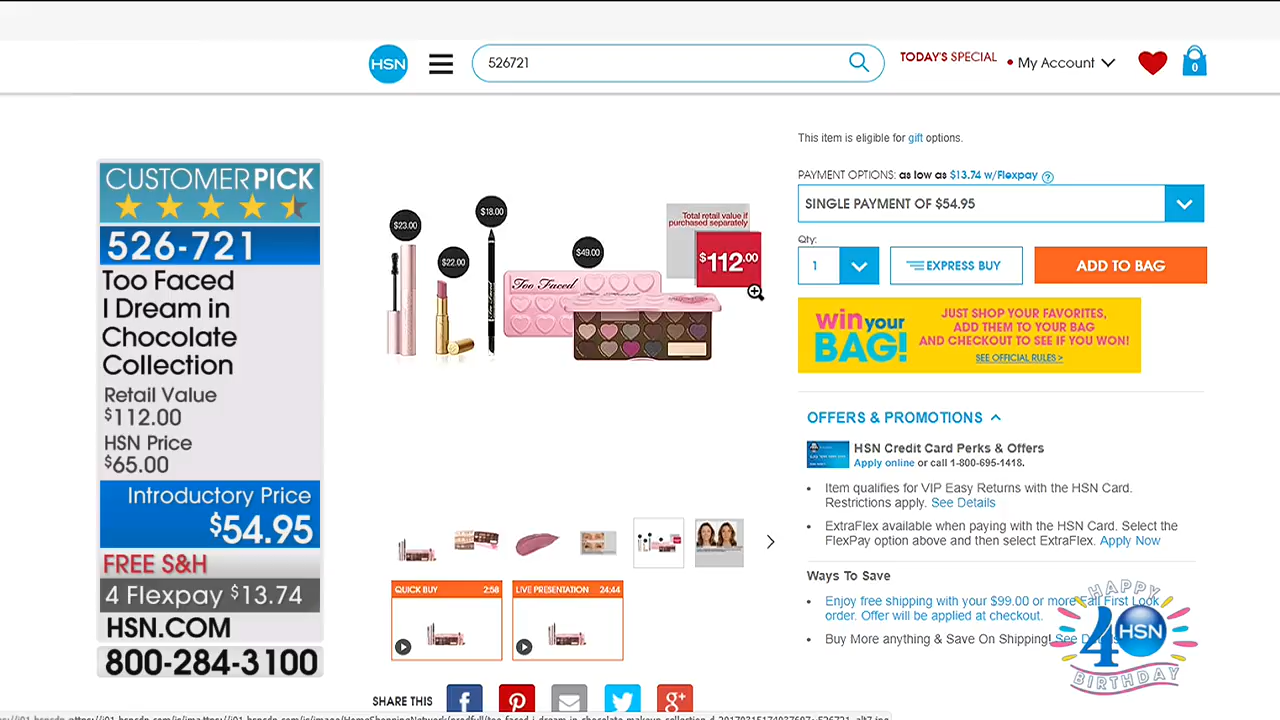 HSN
526721
TODAY'S SPECIAL
My Account
0
CUSTOMER PICK
526-721
Too Faced
I Dream in
Chocolate
Collection
Retail Value
$112.00
HSN Price
$65.00
Introductory Price
$54.95
FREE S&H
4 Flexpay $13.74
HSN.COM
800-284-3100
$23.00
$22.00
$18.00
$49.00
Too Faced
Total retail value if
purchased separately
$112.00
QUICK BUY 2:58
LIVE PRESENTATION 24:44
SHARE THIS
This item is eligible for gift options.
PAYMENT OPTIONS: as low as $13.74 w/Flexpay ?
SINGLE PAYMENT OF $54.95
Qty:
1
EXPRESS BUY
ADD TO BAG
win your
BAG!
JUST SHOP YOUR FAVORITES,
ADD THEM TO YOUR BAG
AND CHECKOUT TO SEE IF YOU WON!
SEE OFFICIAL RULES >
OFFERS & PROMOTIONS
HSN Credit Card Perks & Offers
Apply online or call 1-800-695-1418.
• Item qualifies for VIP Easy Returns with the HSN Card.
Restrictions apply. See Details
• ExtraFlex available when paying with the HSN Card. Select the
FlexPay option above and then select ExtraFlex. Apply Now
Ways To Save
• Enjoy free shipping with your $99.00 or more Fall First Look
order. Offer will be applied at checkout.
• Buy More anything & Save On Shipping! See
HAPPY
40 HSN
BIRTHDAY